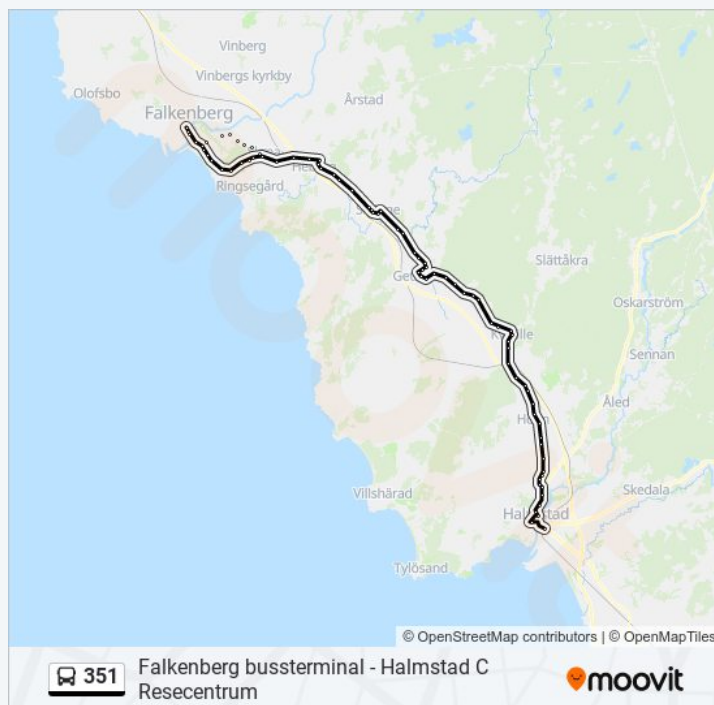 Vinberg
Vinbergs kyrkby
Olofsbo
Årstad
Falkenberg
Ringsegård
Slättåkra
Oskarström
Sennan
Åled
Villshärad
Skedala
Tylösand
© OpenStreetMap contributors | © OpenMapTiles
351
Falkenberg bussterminal - Halmstad C
Resecentrum
moovit